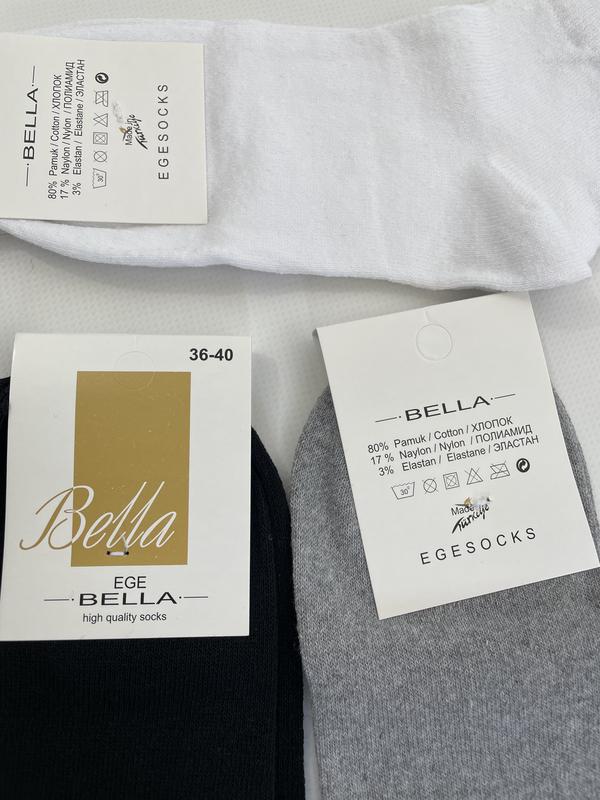 BELLA
80% Pamuk / Cotton / ХЛОПОК
17 % Naylon / Nylon / ПОЛИАМИД
3% Elastan / Elastane / ЭЛАСТАН
30°
Made in
Türkiye
EGESOCKS
36-40
Bella
EGE
BELLA
high quality socks
BELLA
80% Pamuk / Cotton / ХЛОПОК
17 % Naylon / Nylon / ПОЛИАМИД
3% Elastan / Elastane / ЭЛАСТАН
30°
Made
Türkiye
EGESOCKS